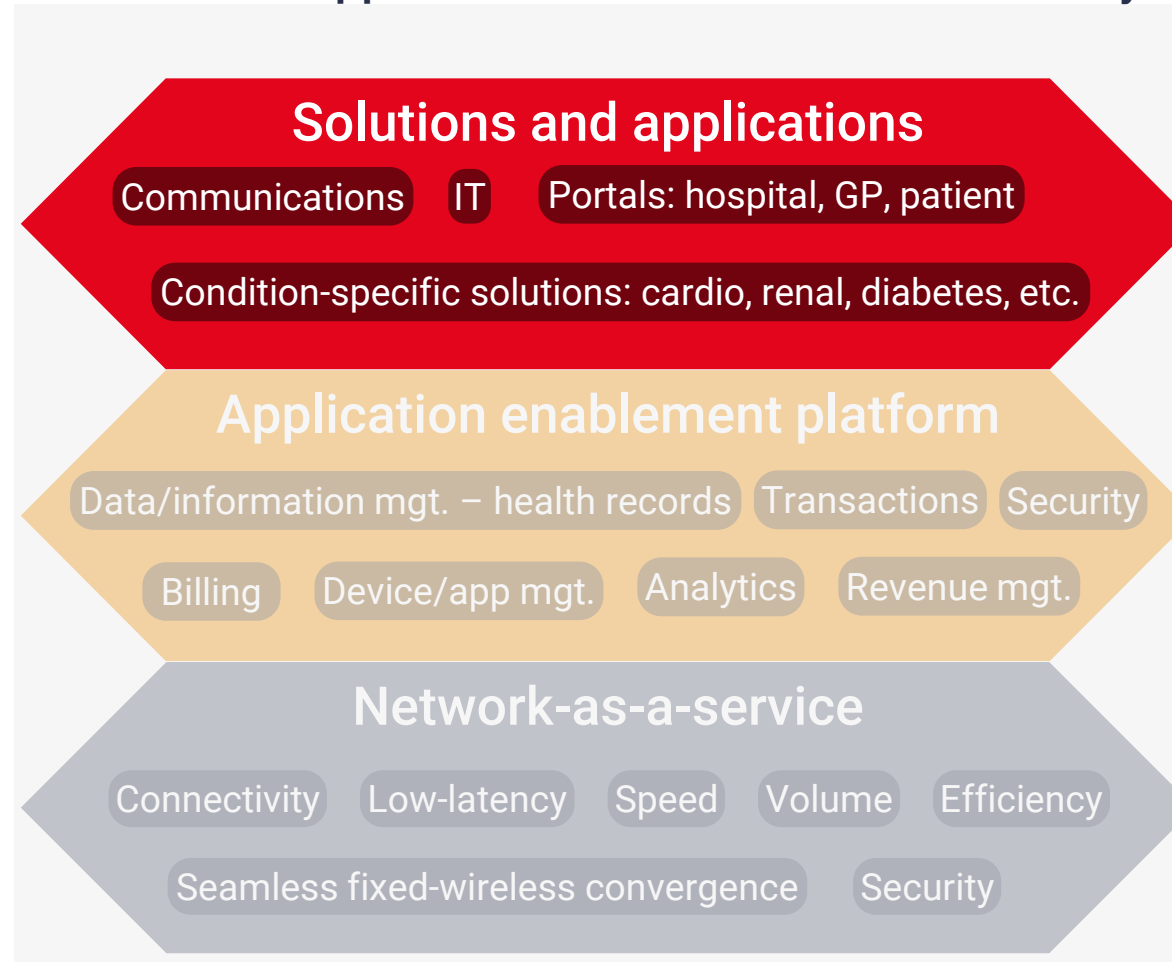 Solutions and applications
Communications IT Portals: hospital, GP, patient
Condition-specific solutions: cardio, renal, diabetes, etc.
Application enablement platform
Data/information mgt. – health records Transactions Security
Billing Device/app mgt. Analytics Revenue mgt.
Network-as-a-service
Connectivity Low-latency Speed Volume Efficiency
Seamless fixed-wireless convergence Security